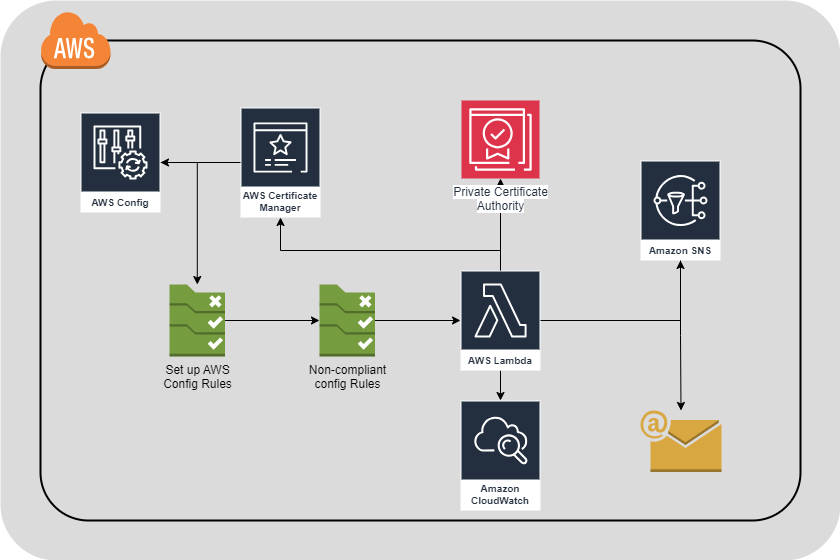 AWS
AWS Config
AWS Certificate
Manager
Private Certificate
Authority
Amazon SNS
Set up AWS
Config Rules
Non-compliant
config Rules
AWS Lambda
@
Amazon
CloudWatch